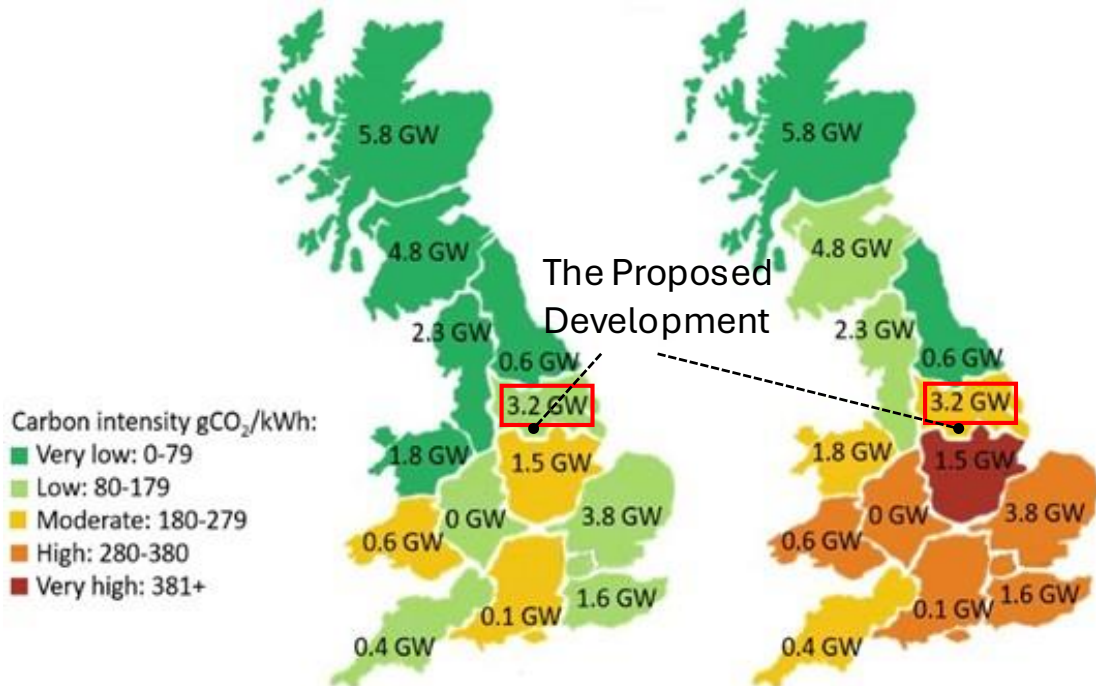 5.8 GW
4.8 GW
2.3 GW
0.6 GW
3.2 GW
1.8 GW
1.5 GW
0 GW
3.8 GW
0.6 GW
0.1 GW
1.6 GW
0.4 GW
The Proposed
Development
5.8 GW
4.8 GW
2.3 GW
0.6 GW
3.2 GW
1.8 GW
1.5 GW
0 GW
3.8 GW
0.6 GW
0.1 GW
1.6 GW
0.4 GW
Carbon intensity gCO₂/kWh:
Very low: 0-79
Low: 80-179
Moderate: 180-279
High: 280-380
Very high: 381+